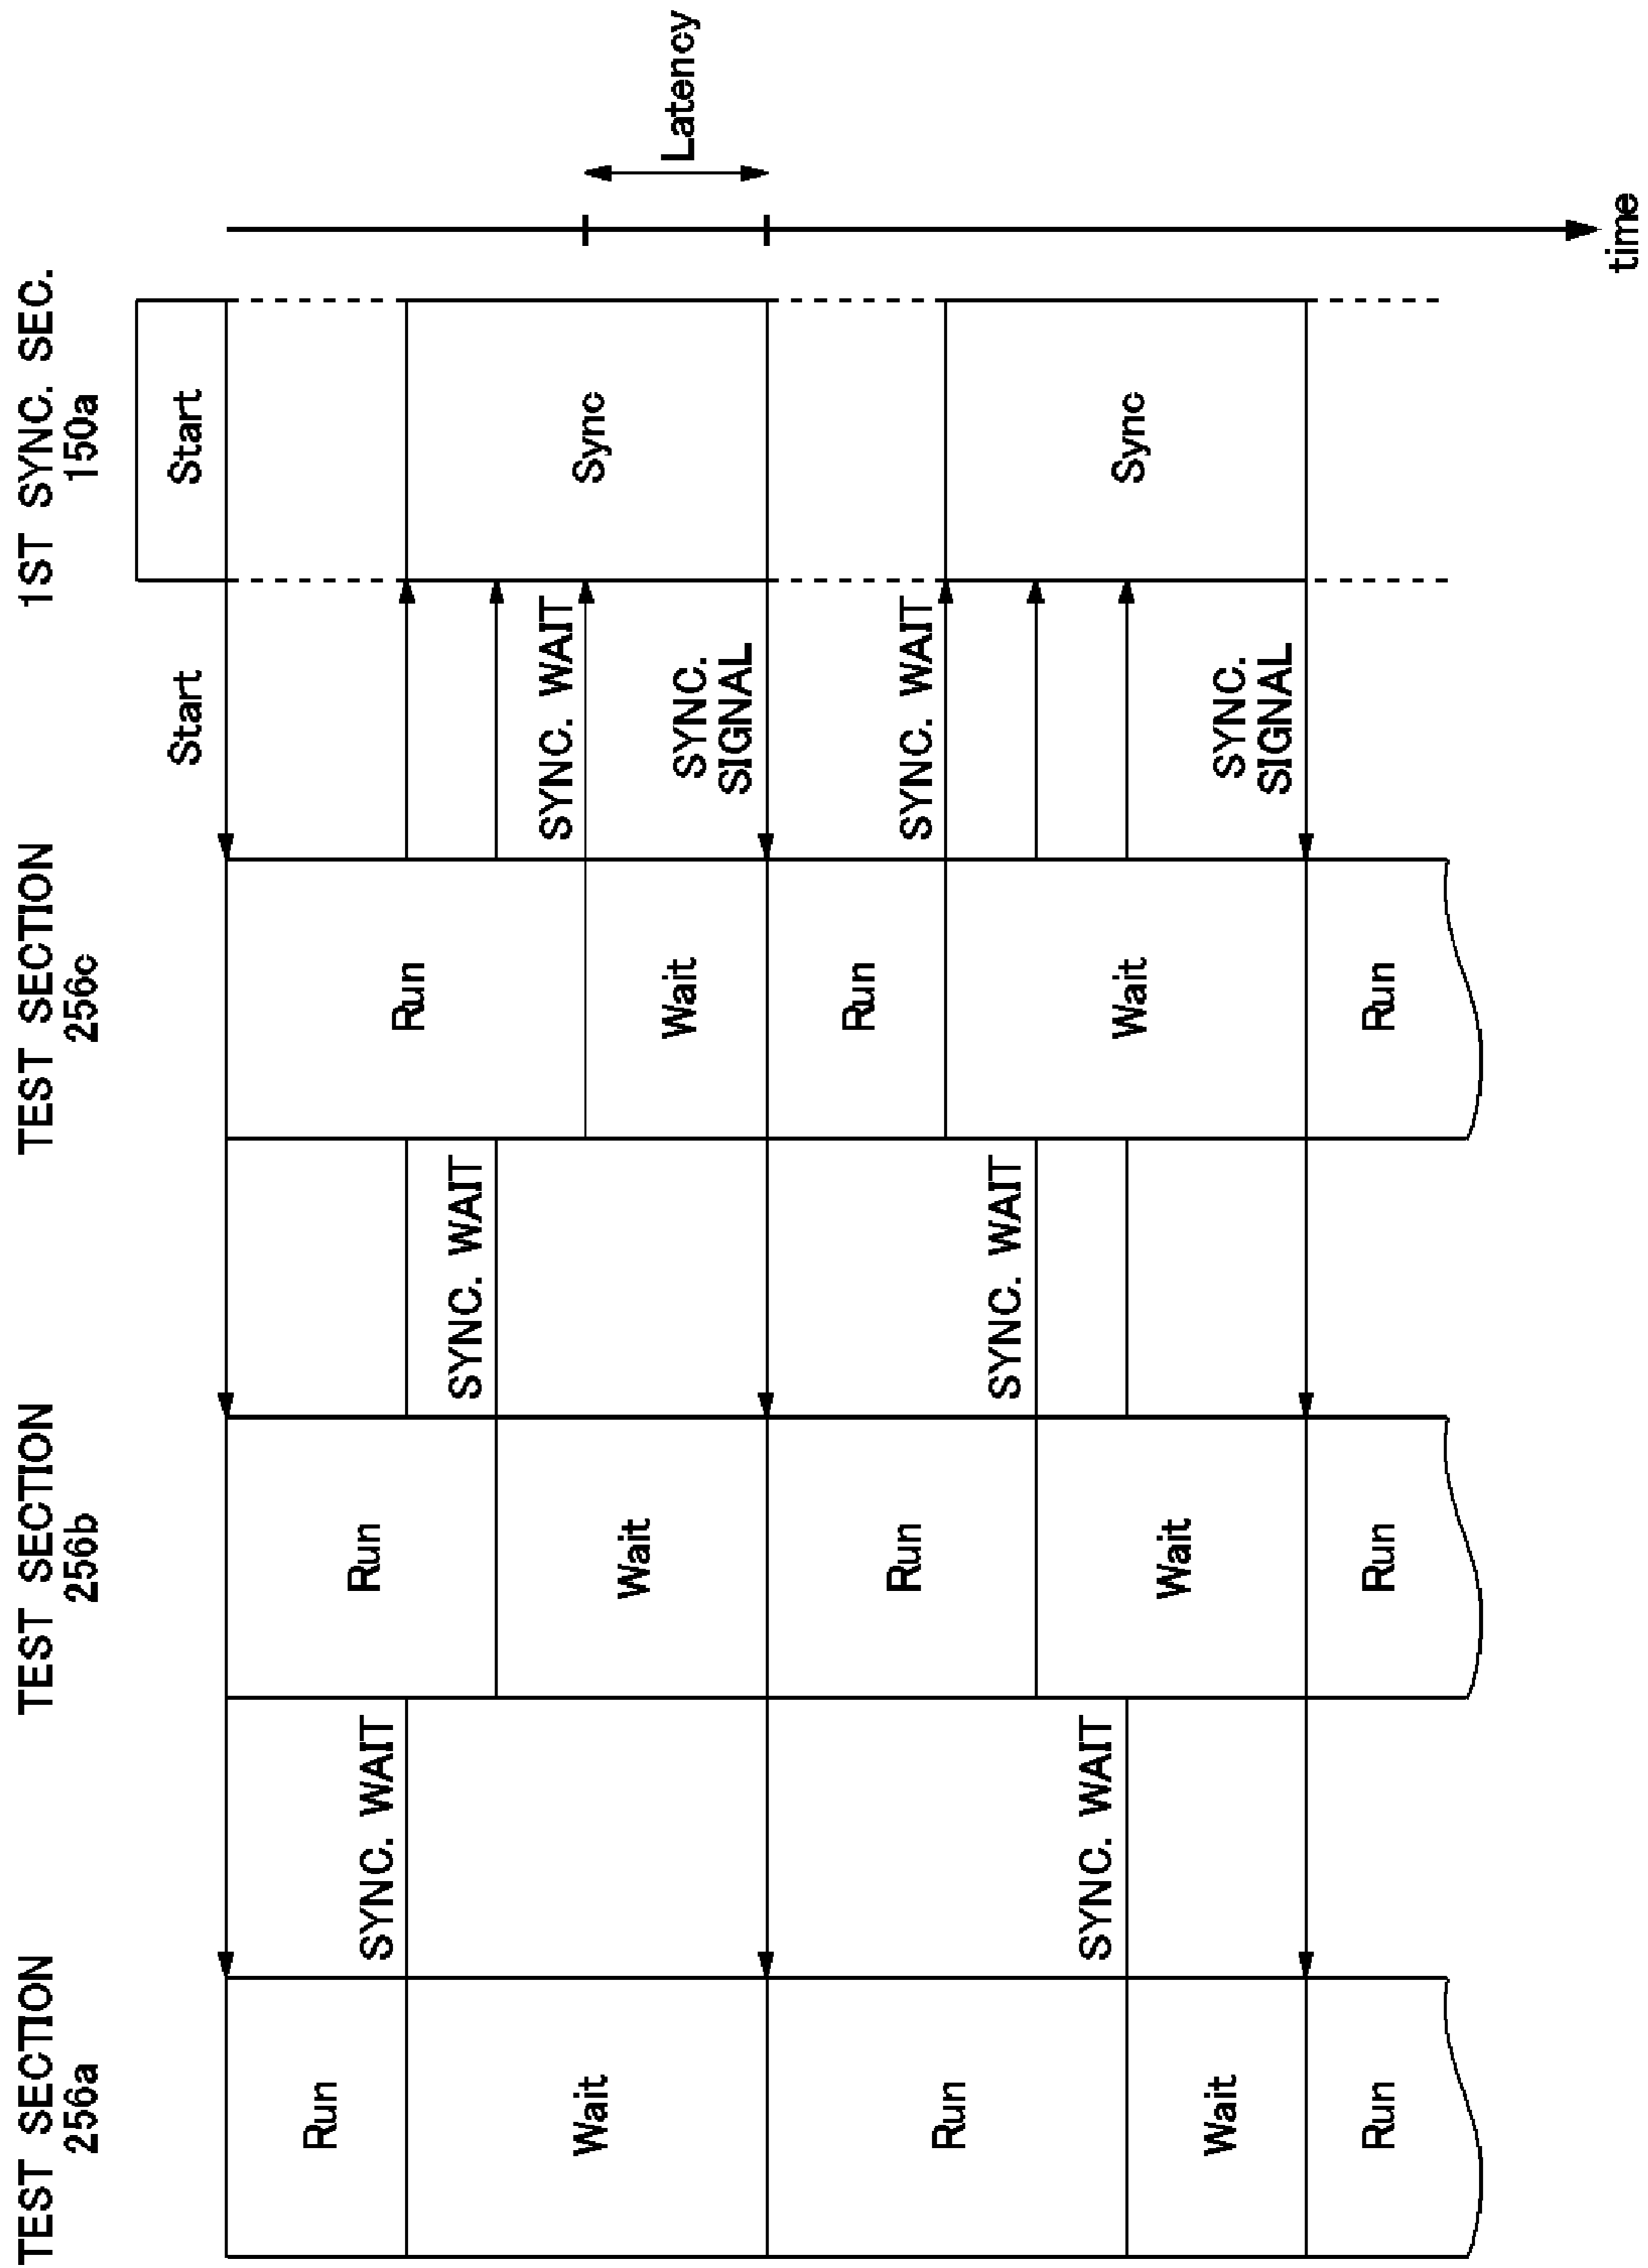 TEST SECTION
256a
TEST SECTION
256b
TEST SECTION
256c
1ST SYNC. SEC.
150a
Start
Start
Run
Run
Run
SYNC. WAIT
SYNC. WAIT
SYNC. WAIT
Wait
Wait
Wait
Sync
SYNC.
SIGNAL
Latency
Run
Run
Run
SYNC. WAIT
SYNC. WAIT
SYNC. WAIT
Wait
Wait
Wait
Sync
SYNC.
SIGNAL
Run
Run
Run
time